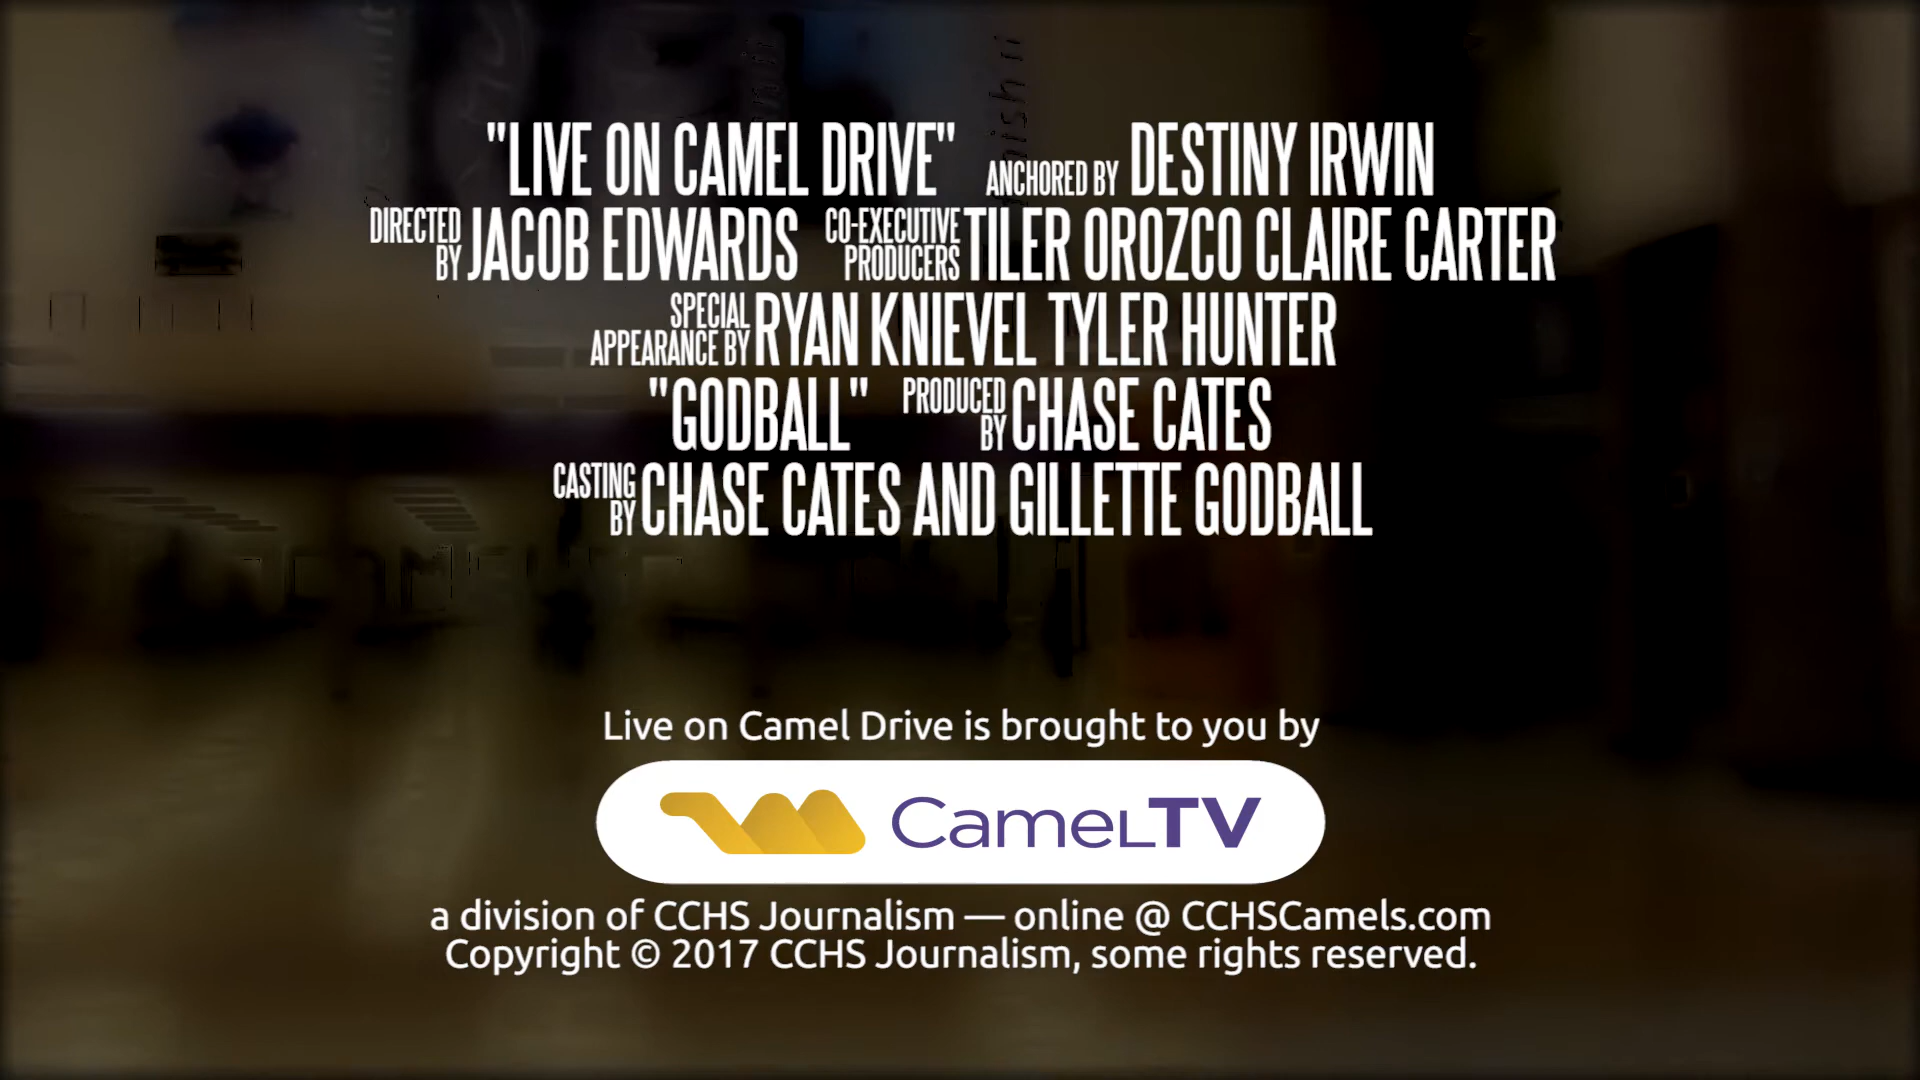 "LIVE ON CAMEL DRIVE" ANCHORED BY DESTINY IRWIN
DIRECTED BY JACOB EDWARDS CO-EXECUTIVE PRODUCERS TILER OROZCO CLAIRE CARTER
SPECIAL APPEARANCE BY RYAN KNIEVEL TYLER HUNTER
"GODBALL" PRODUCED BY CHASE CATES
CASTING BY CHASE CATES AND GILLETTE GODBALL
Live on Camel Drive is brought to you by
CameLTV
a division of CCHS Journalism — online @ CCHSCamels.com
Copyright © 2017 CCHS Journalism, some rights reserved.